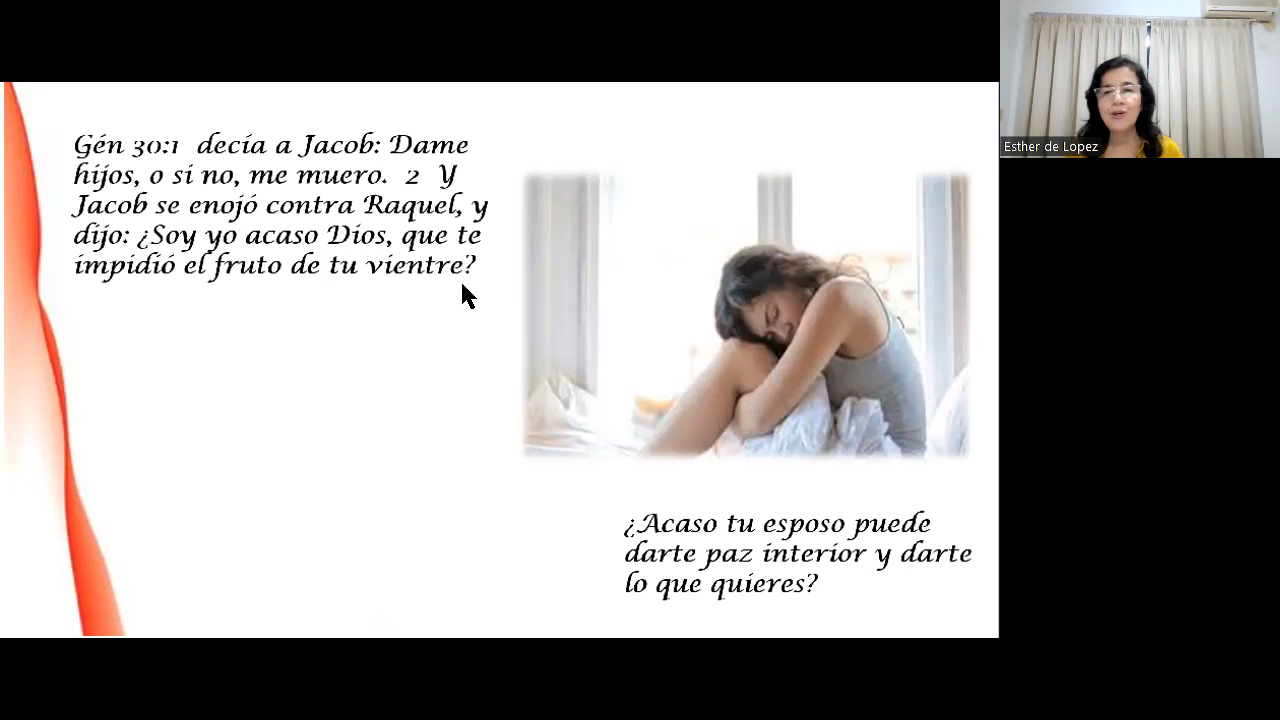 Gén 30:1 decía a Jacob: Dame
hijos, o si no, me muero. 2 Y
Jacob se enojó contra Raquel, y
dijo: ¿Soy yo acaso Dios, que te
impidió el fruto de tu vientre?
¿Acaso tu esposo puede
darte paz interior y darte
lo que quieres?
Esther de Lopez